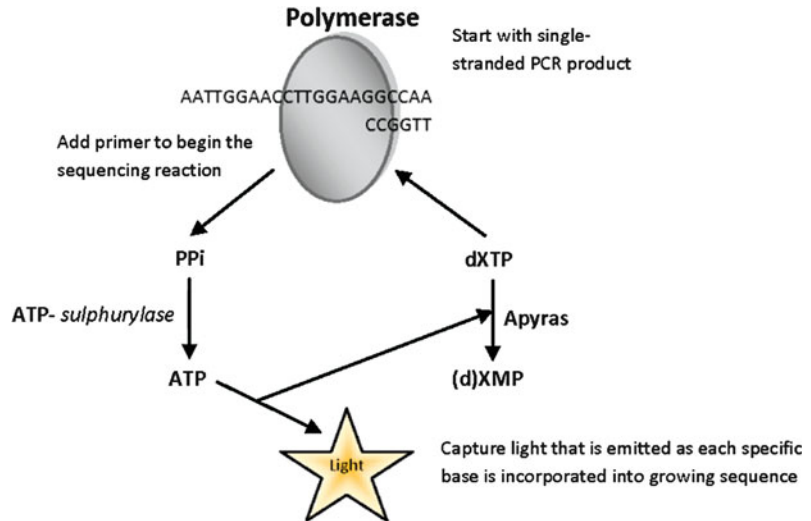 Polymerase
Start with single-
stranded PCR product
AATTGGAACCTTGGAAGGCCAA
CCGGTT
Add primer to begin the
sequencing reaction
PPi
dXTP
ATP- sulphurylase
Apyras
ATP
(d)XMP
Light
Capture light that is emitted as each specific
base is incorporated into growing sequence